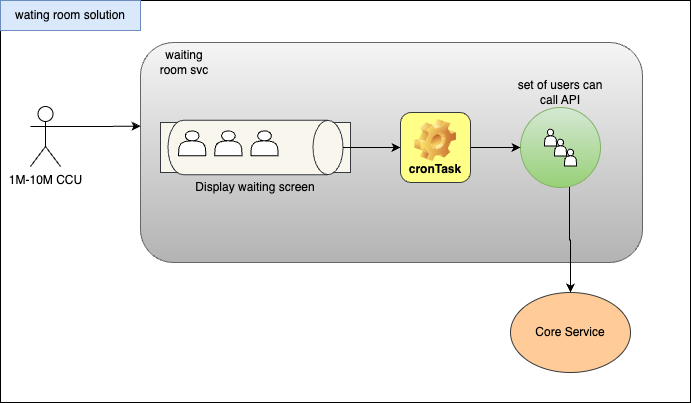 wating room solution
waiting
room svc
set of users can
call API
1M-10M CCU
cronTask
Display waiting screen
Core Service